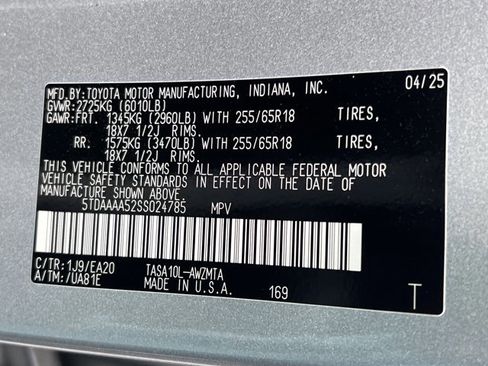 MFD.BY:TOYOTA MOTOR MANUFACTURING, INDIANA, INC. 04/25
GVWR:2725KG (6010LB)
GAWR:FRT. 1345KG (2960LB) WITH 255/65R18 TIRES,
18X7 1/2J RIMS.
RR. 1575KG (3470LB) WITH 255/65R18 TIRES,
18X7 1/2J RIMS.
THIS VEHICLE CONFORMS TO ALL APPLICABLE FEDERAL MOTOR
VEHICLE SAFETY STANDARDS IN EFFECT ON THE DATE OF
MANUFACTURE SHOWN ABOVE.
5TDAAAA52SS024785 MPV
C/TR:1J9/EA20 TASA10L-AWZMTA
A/TM:/UA81E MADE IN U.S.A. 169 T